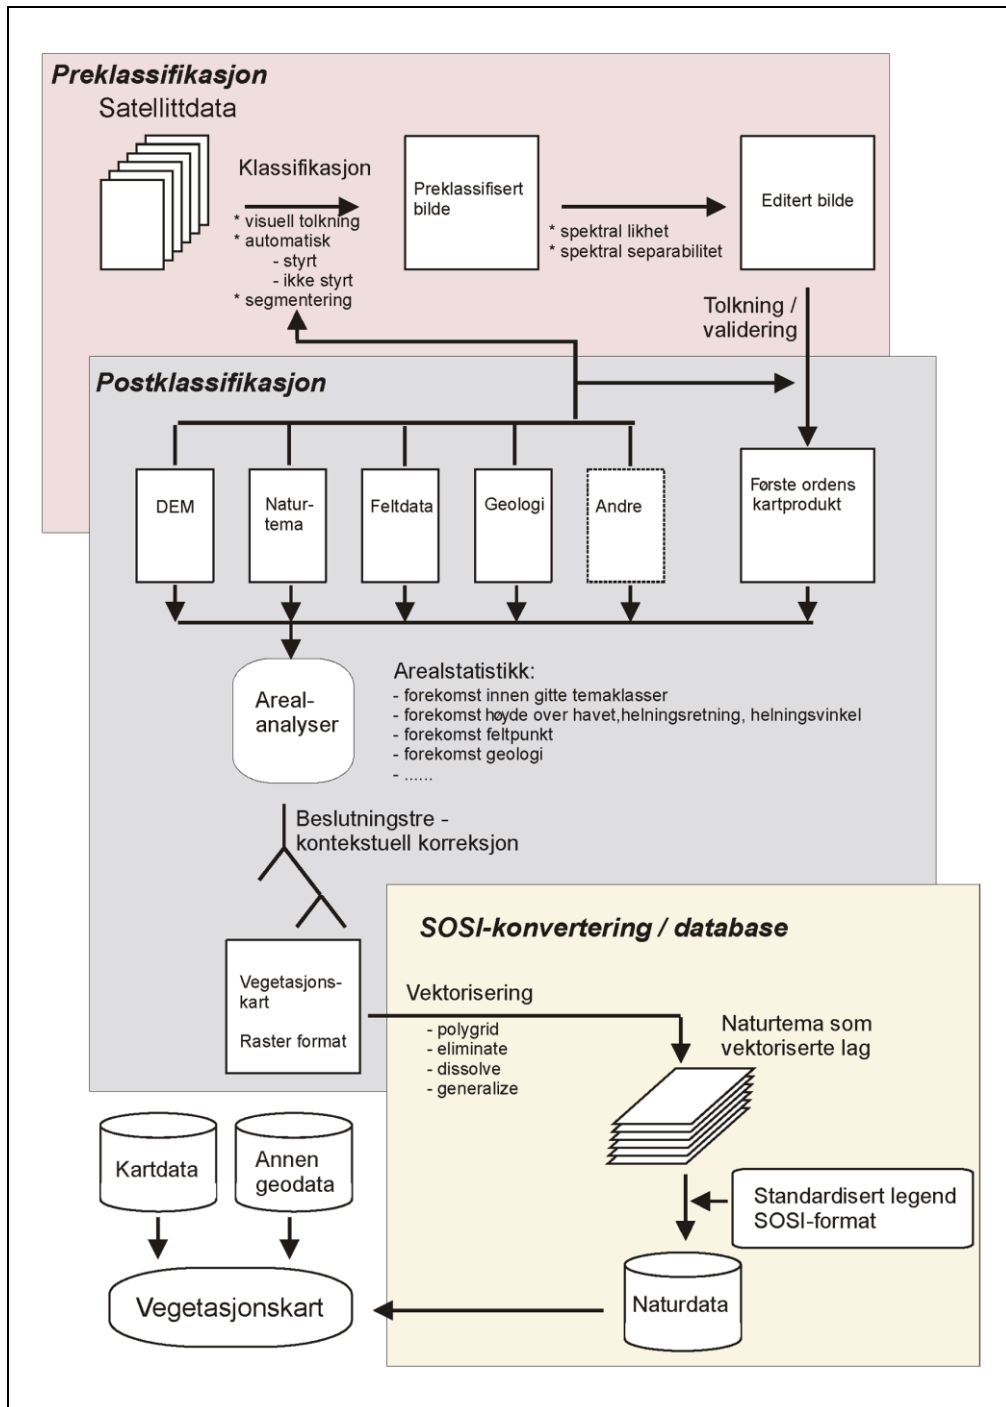 Preklassifikasjon
Satellittdata
Klassifikasjon
* visuell tolkning
* automatisk
- styrt
- ikke styrt
* segmentering
Preklassifisert
bilde
* spektral likhet
* spektral separabilitet
Editert bilde
Tolkning /
validering
Postklassifikasjon
DEM
Natur-
tema
Feltdata
Geologi
Andre
Første ordens
kartprodukt
Areal-
analyser
Arealstatistikk:
- forekomst innen gitte temaklasser
- forekomst høyde over havet,helningsretning, helningsvinkel
- forekomst feltpunkt
- forekomst geologi
- ......
Beslutningstre -
kontekstuell korreksjon
Vegetasjons-
kart
Raster format
SOSI-konvertering / database
Vektorisering
- polygrid
- eliminate
- dissolve
- generalize
Naturtema som
vektoriserte lag
Kartdata
Annen
geodata
Standardisert legend
SOSI-format
Naturdata
Vegetasjonskart